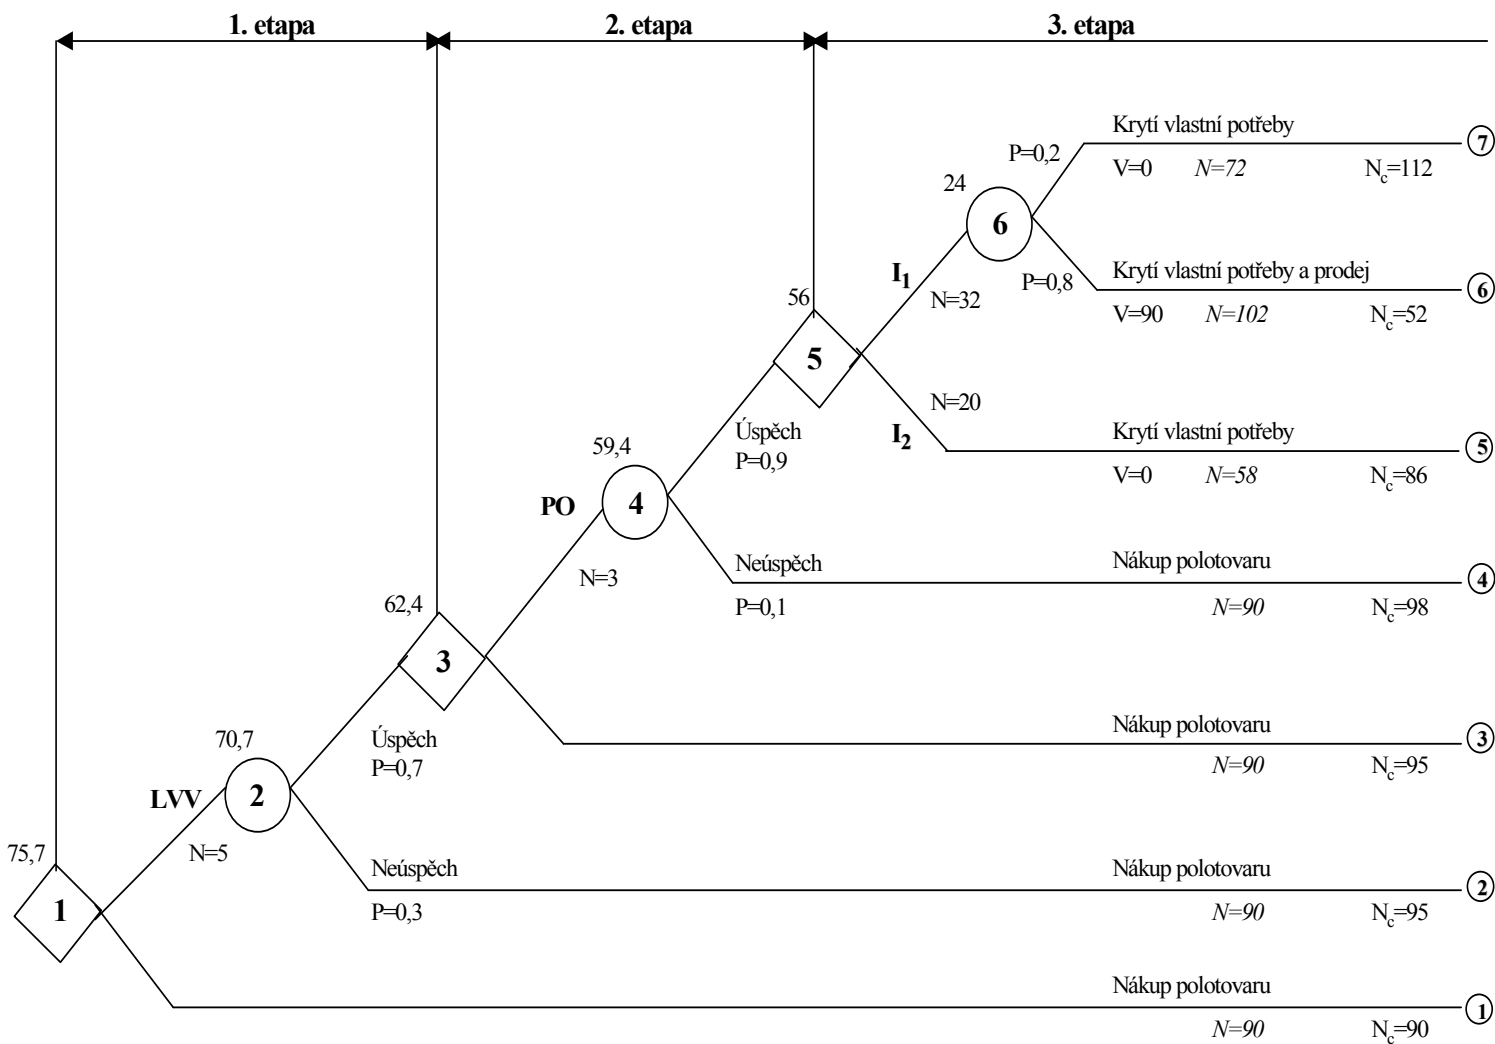 1. etapa 2. etapa 3. etapa
Krytí vlastní potřeby
7
P=0,2
V=0 N=72 Nc=112
24
6
Krytí vlastní potřeby a prodej
6
I1
P=0,8
N=32
V=90 N=102 Nc=52
56
5
N=20
Krytí vlastní potřeby
5
I2
Úspěch
P=0,9
V=0 N=58 Nc=86
59,4
4
PO
Neúspěch
Nákup polotovaru
4
N=3
P=0,1
N=90 Nc=98
62,4
3
Nákup polotovaru
3
Úspěch
P=0,7
N=90 Nc=95
70,7
2
LVV
N=5
75,7
1
Neúspěch
Nákup polotovaru
2
P=0,3
N=90 Nc=95
Nákup polotovaru
1
N=90 Nc=90